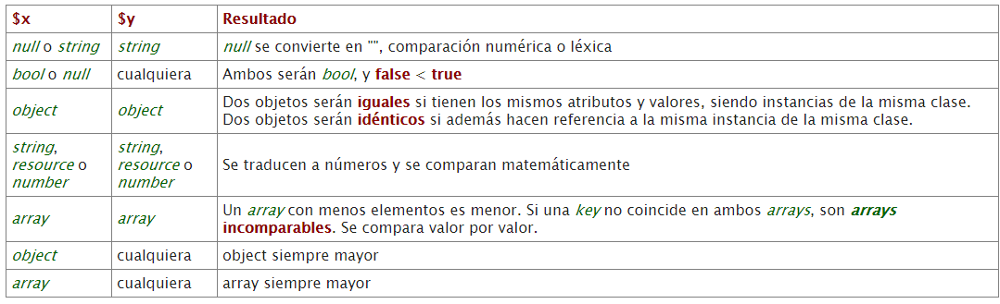 $x $y Resultado
null o string string null se convierte en "", comparación numérica o léxica
bool o null cualquiera Ambos serán bool, y false < true
object object Dos objetos serán iguales si tienen los mismos atributos y valores, siendo instancias de la misma clase.
Dos objetos serán idénticos si además hacen referencia a la misma instancia de la misma clase.
string, string,
resource o resource o Se traducen a números y se comparan matemáticamente
number number
array array Un array con menos elementos es menor. Si una key no coincide en ambos arrays, son arrays
incomparables. Se compara valor por valor.
object cualquiera object siempre mayor
array cualquiera array siempre mayor